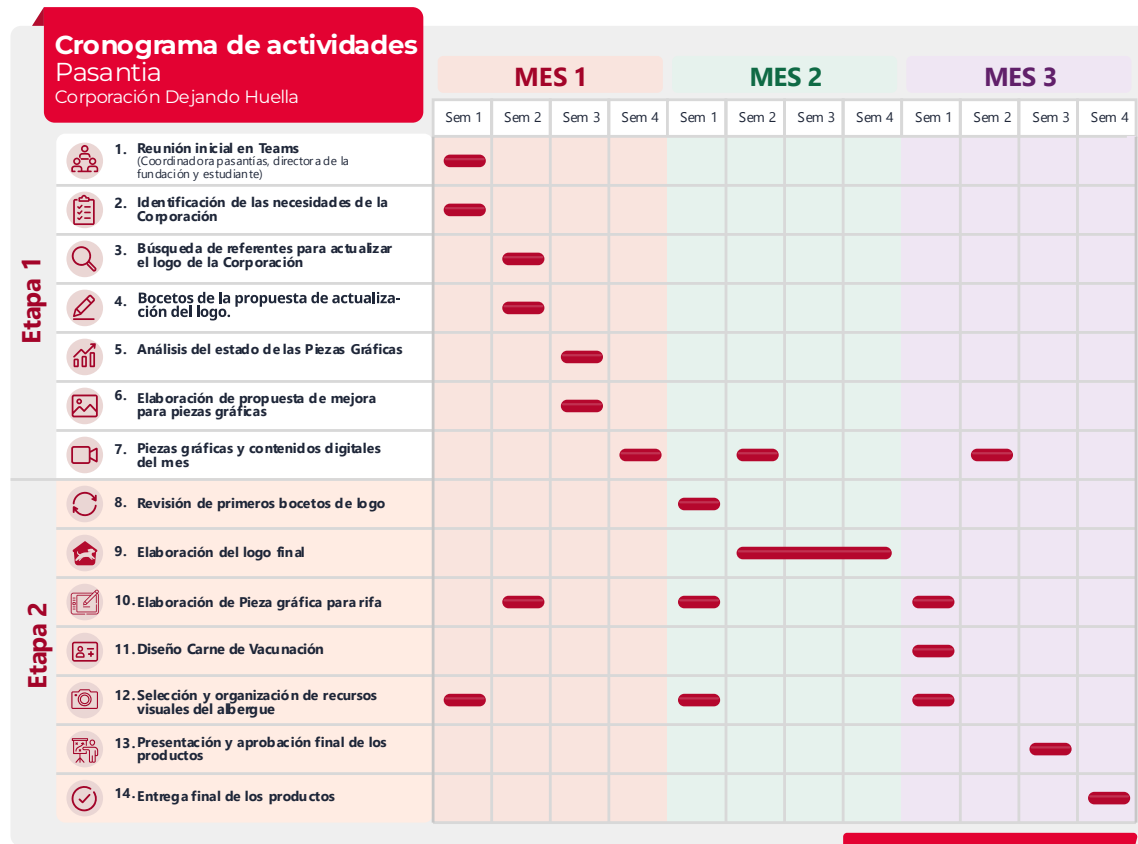 Cronograma de actividades
Pasantia
Corporación Dejando Huella
MES 1
MES 2
MES 3
Sem 1
Sem 2
Sem 3
Sem 4
Sem 1
Sem 2
Sem 3
Sem 4
Sem 1
Sem 2
Sem 3
Sem 4
Etapa 1
1. Reunión inicial en Teams
(Coordinadora pasantías, directora de la
fundación y estudiante)
2. Identificación de las necesidades de la
Corporación
3. Búsqueda de referentes para actualizar
el logo de la Corporación
4. Bocetos de la propuesta de actualiza-
ción del logo.
5. Análisis del estado de las Piezas Gráficas
6. Elaboración de propuesta de mejora
para piezas gráficas
7. Piezas gráficas y contenidos digitales
del mes
Etapa 2
8. Revisión de primeros bocetos de logo
9. Elaboración del logo final
10. Elaboración de Pieza gráfica para rifa
11. Diseño Carne de Vacunación
12. Selección y organización de recursos
visuales del albergue
13. Presentación y aprobación final de los
productos
14. Entrega final de los productos